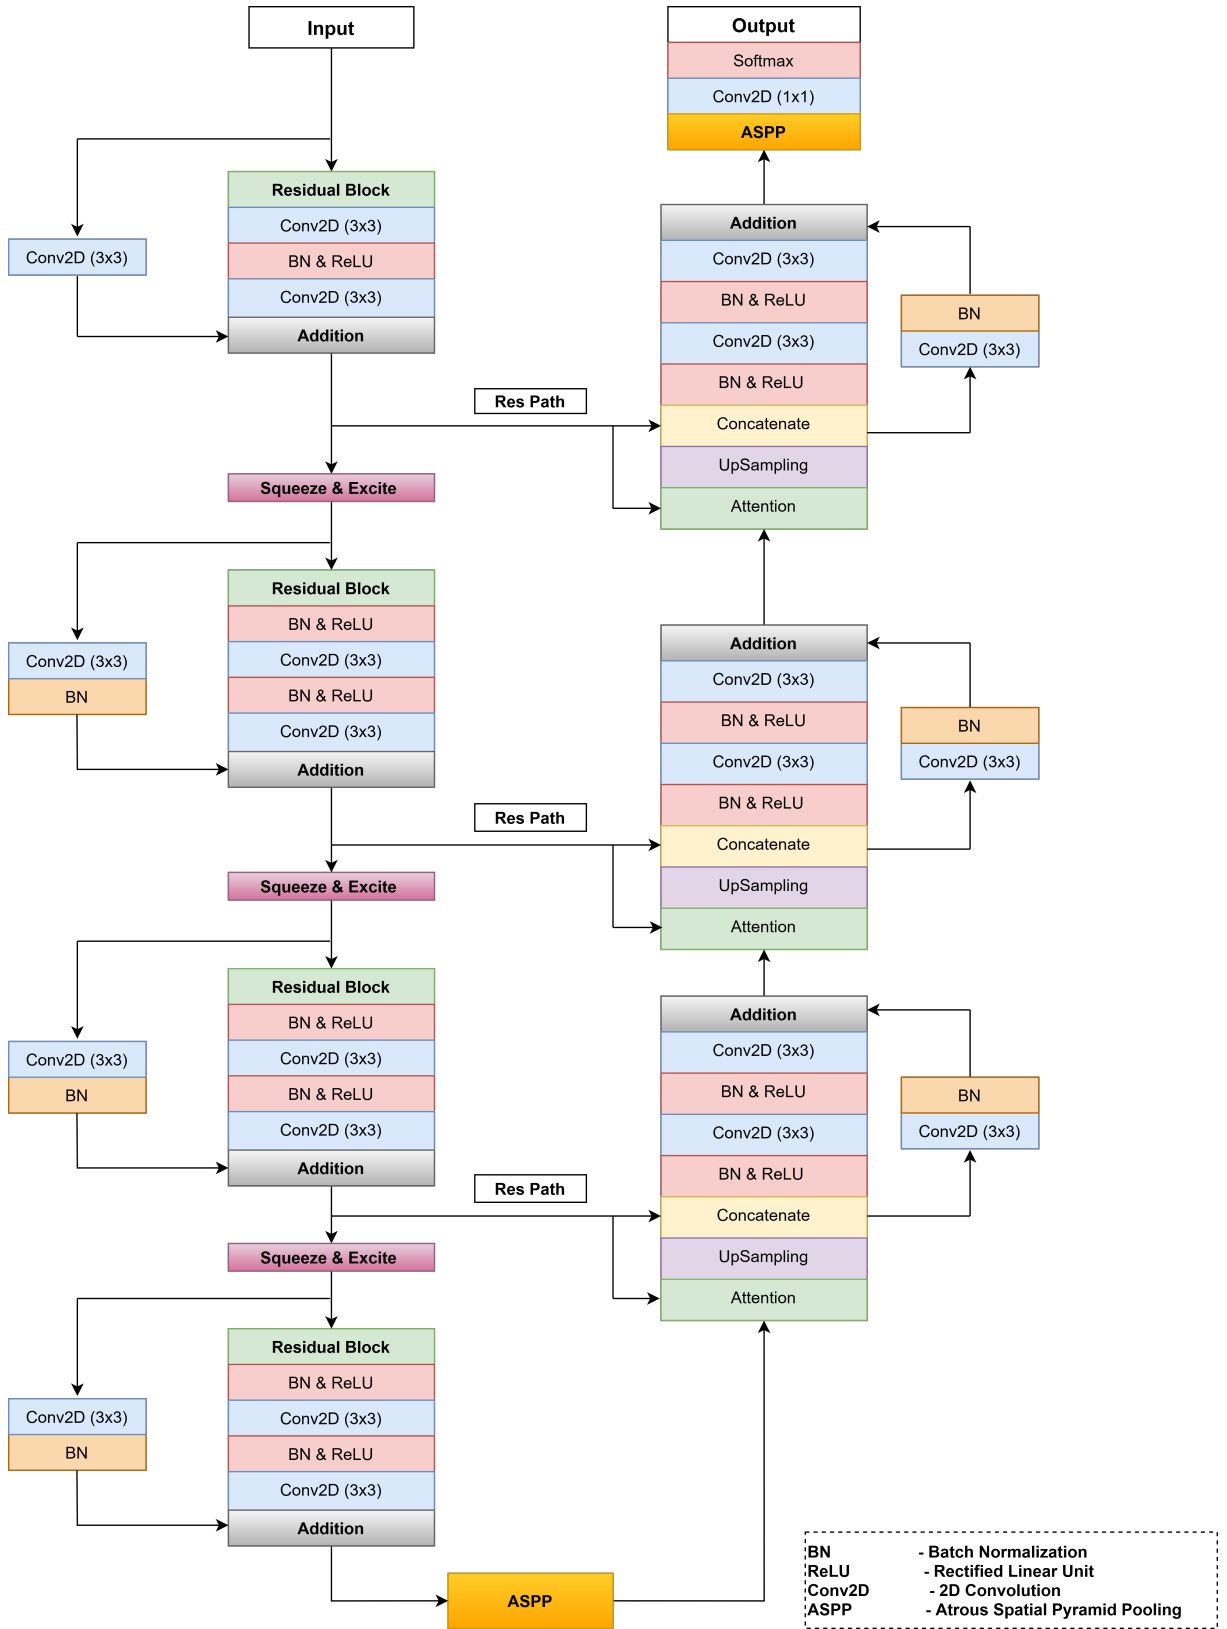 Input
Conv2D (3x3)
Residual Block
Conv2D (3x3)
BN & ReLU
Conv2D (3x3)
Addition
Squeeze & Excite
Conv2D (3x3)
BN
Residual Block
BN & ReLU
Conv2D (3x3)
BN & ReLU
Conv2D (3x3)
Addition
Squeeze & Excite
Conv2D (3x3)
BN
Residual Block
BN & ReLU
Conv2D (3x3)
BN & ReLU
Conv2D (3x3)
Addition
Squeeze & Excite
Conv2D (3x3)
BN
Residual Block
BN & ReLU
Conv2D (3x3)
BN & ReLU
Conv2D (3x3)
Addition
ASPP
Res Path
Res Path
Res Path
Output
Softmax
Conv2D (1x1)
ASPP
Addition
Conv2D (3x3)
BN & ReLU
Conv2D (3x3)
BN & ReLU
Concatenate
UpSampling
Attention
BN
Conv2D (3x3)
Addition
Conv2D (3x3)
BN & ReLU
Conv2D (3x3)
BN & ReLU
Concatenate
UpSampling
Attention
BN
Conv2D (3x3)
Addition
Conv2D (3x3)
BN & ReLU
Conv2D (3x3)
BN & ReLU
Concatenate
UpSampling
Attention
BN
Conv2D (3x3)
BN - Batch Normalization
ReLU - Rectified Linear Unit
Conv2D - 2D Convolution
ASPP - Atrous Spatial Pyramid Pooling